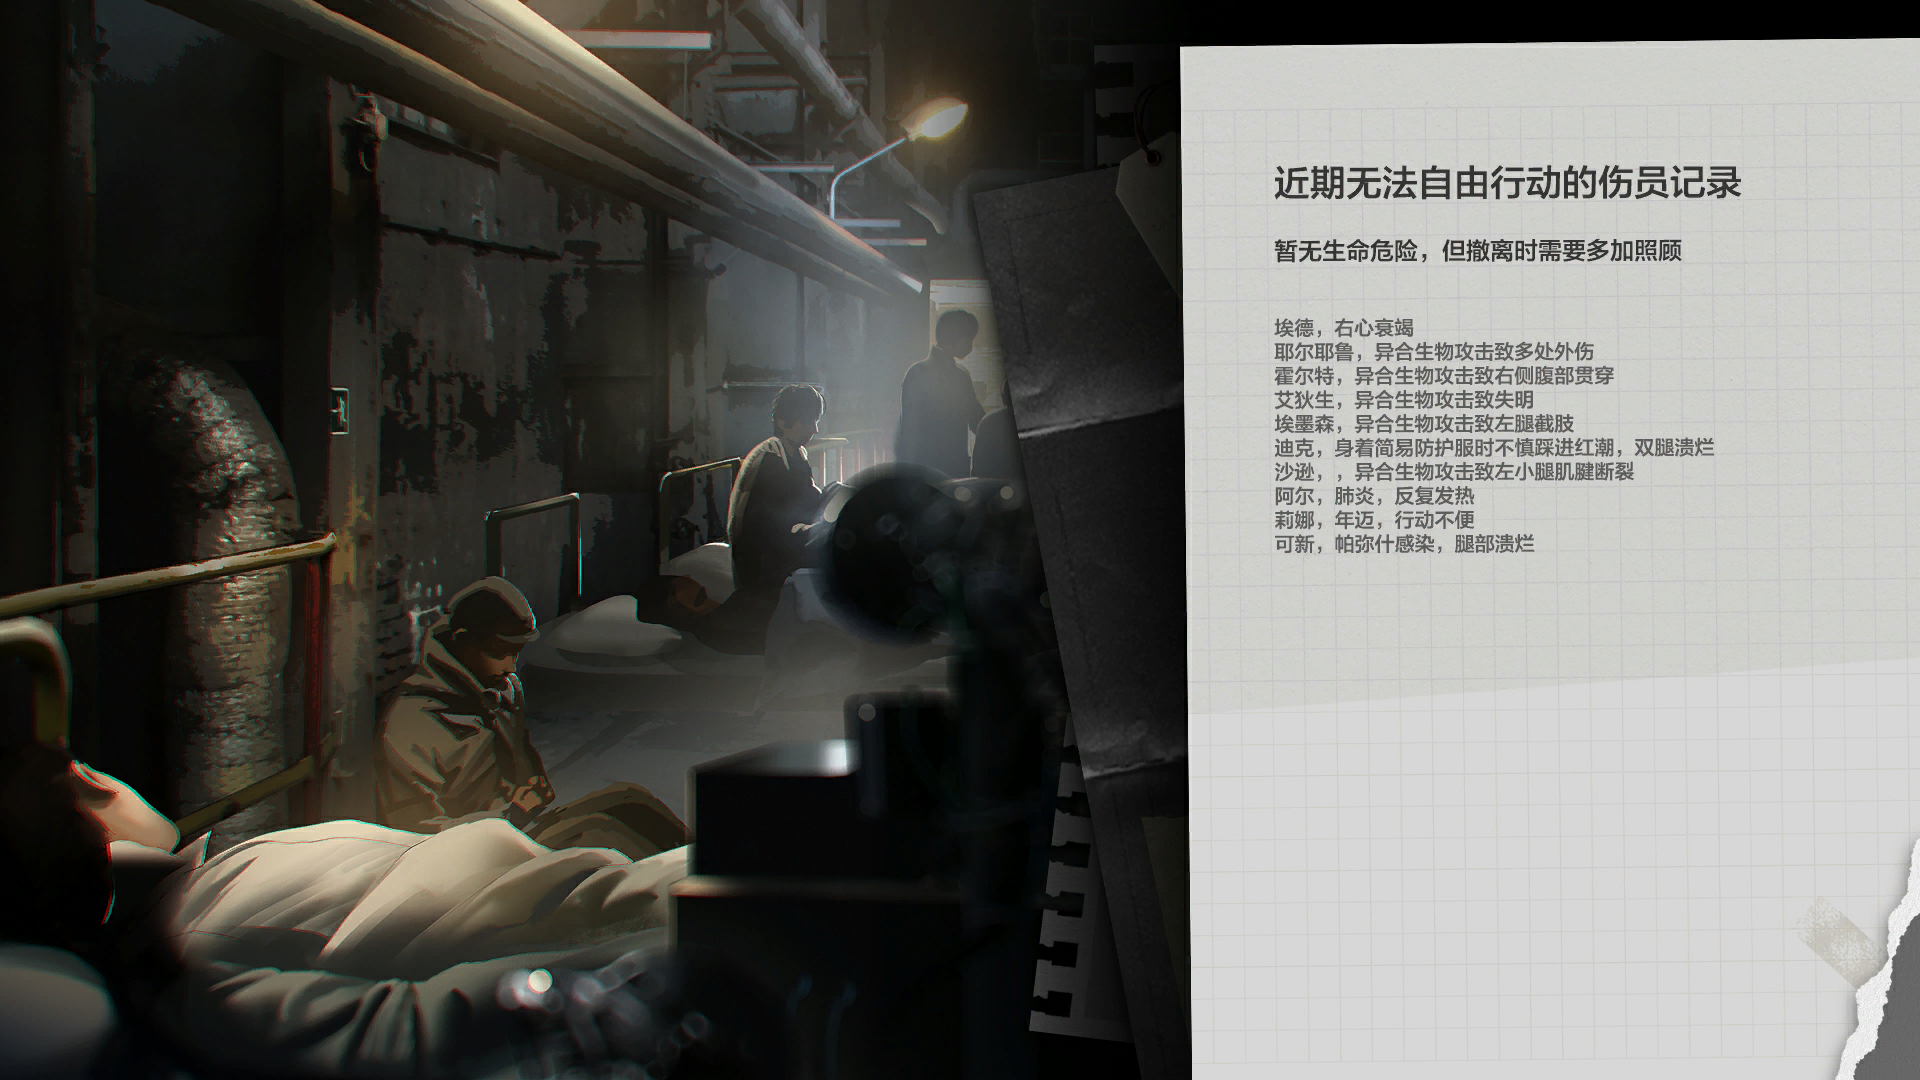 近期无法自由行动的伤员记录
暂无生命危险，但撤离时需要多加照顾
埃德，右心衰竭
耶尔耶鲁，异合生物攻击致多处外伤
霍尔特，异合生物攻击致右侧腹部贯穿
艾狄生，异合生物攻击致失明
埃墨森，异合生物攻击致左腿截肢
迪克，身着简易防护服时不慎踩进红潮，双腿溃烂
沙逊，，异合生物攻击致左小腿肌腱断裂
阿尔，肺炎，反复发热
莉娜，年迈，行动不便
可新，帕弥什感染，腿部溃烂